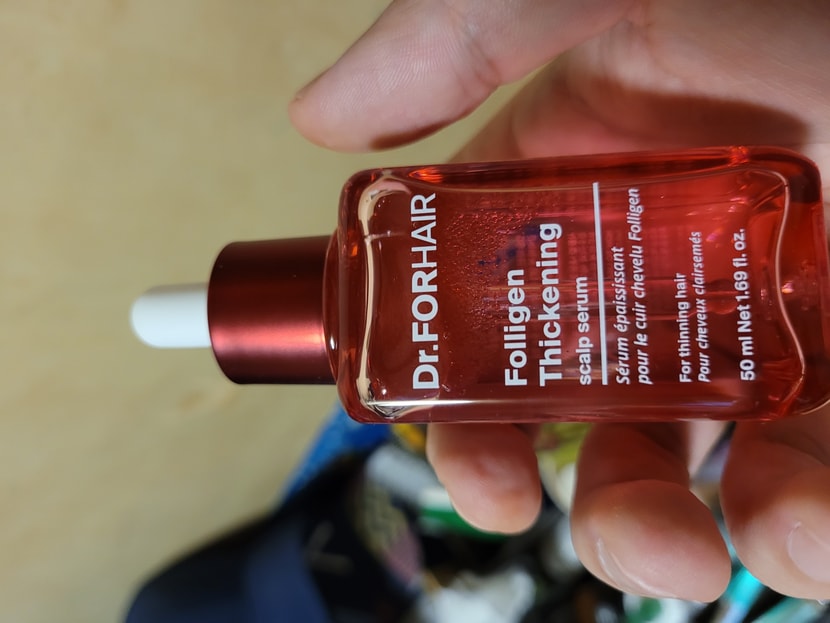 Dr.FORHAIR
Folligen
Thickening
scalp serum
Sérum épaississant
pour le cuir chevelu Folligen
For thinning hair
Pour cheveux clairsemés
50 ml Net 1.69 fl. oz.